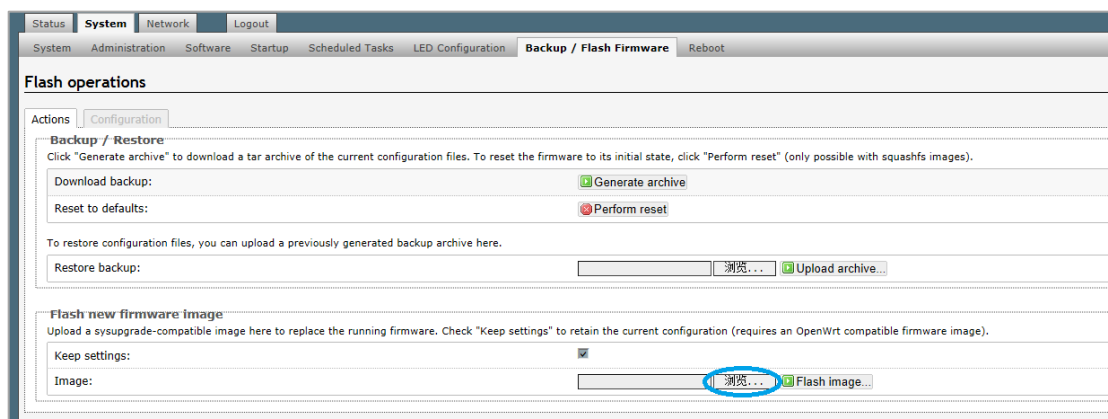 Status System Network Logout
System Administration Software Startup Scheduled Tasks LED Configuration Backup / Flash Firmware Reboot
Flash operations
Actions Configuration
Backup / Restore
Click "Generate archive" to download a tar archive of the current configuration files. To reset the firmware to its initial state, click "Perform reset" (only possible with squashfs images).
Download backup: Generate archive
Reset to defaults: Perform reset
To restore configuration files, you can upload a previously generated backup archive here.
Restore backup: 浏览... Upload archive...
Flash new firmware image
Upload a sysupgrade-compatible image here to replace the running firmware. Check "Keep settings" to retain the current configuration (requires an OpenWrt compatible firmware image).
Keep settings:
Image: 浏览... Flash image...